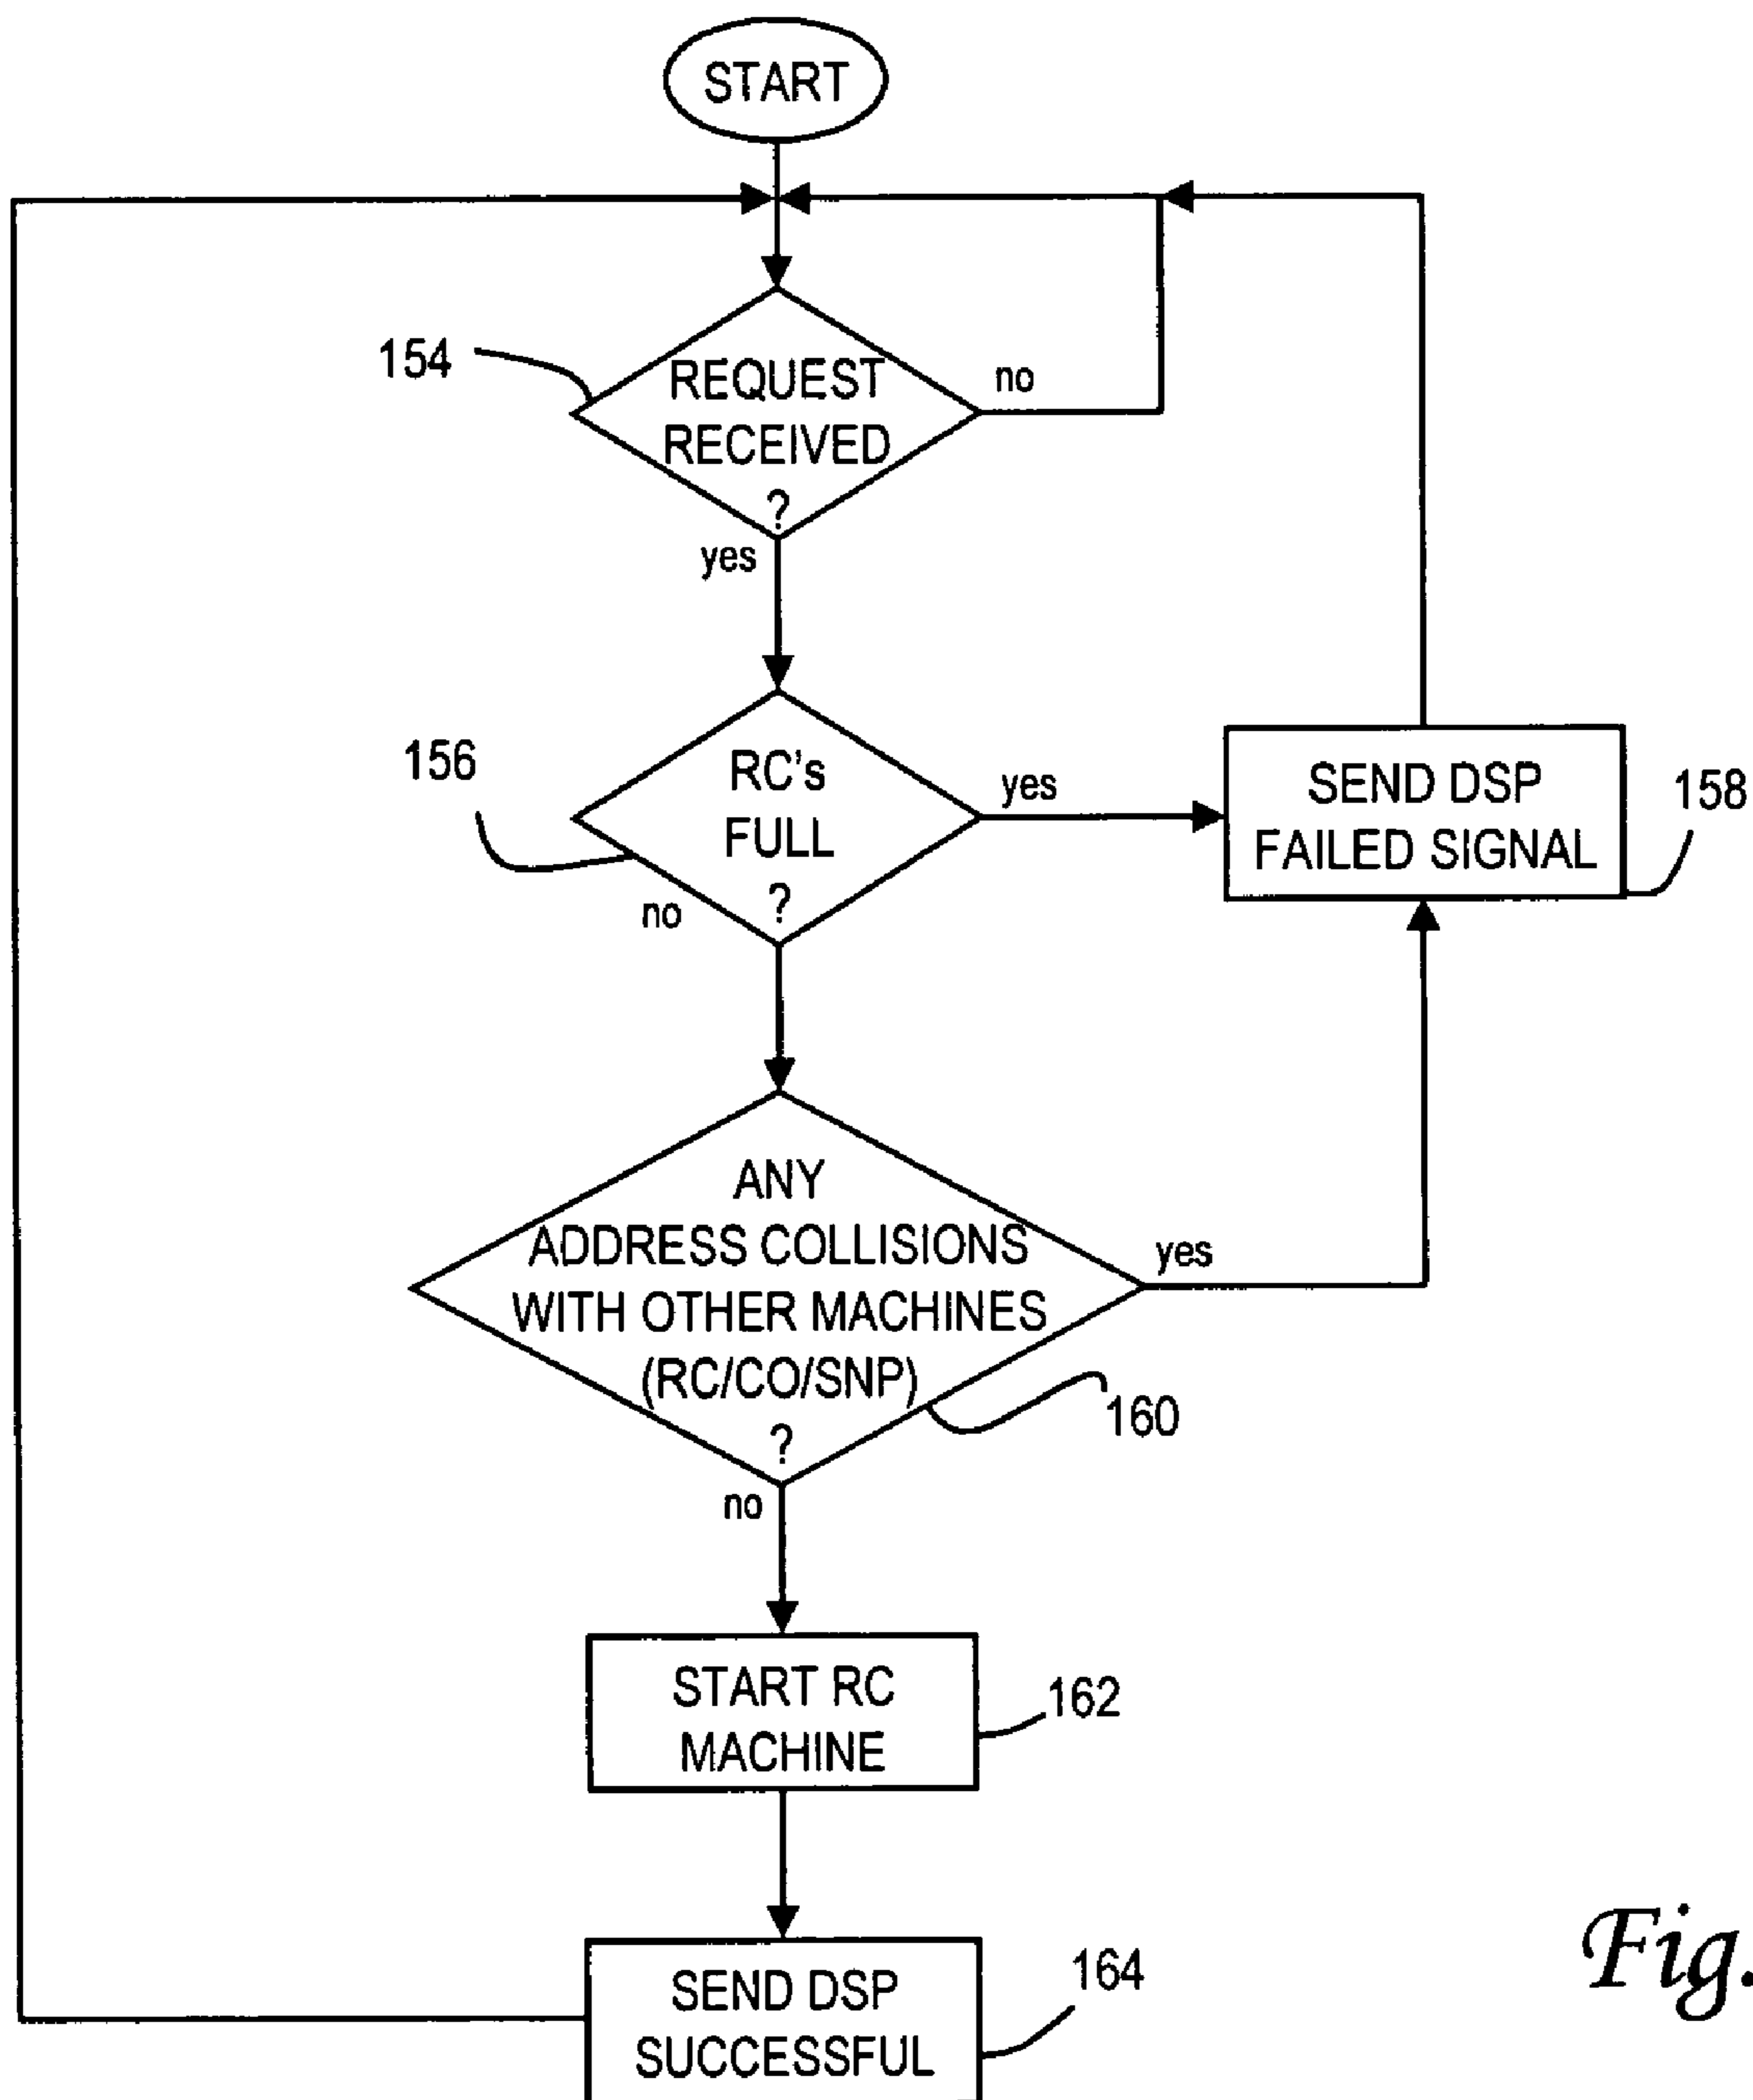 START
154
REQUEST
RECEIVED
?
no
yes
156
RC's
FULL
?
yes
no
SEND DSP
FAILED SIGNAL
158
ANY
ADDRESS COLLISIONS
WITH OTHER MACHINES
(RC/CO/SNP)
?
yes
160
no
START RC
MACHINE
162
SEND DSP
SUCCESSFUL
164
Fig.